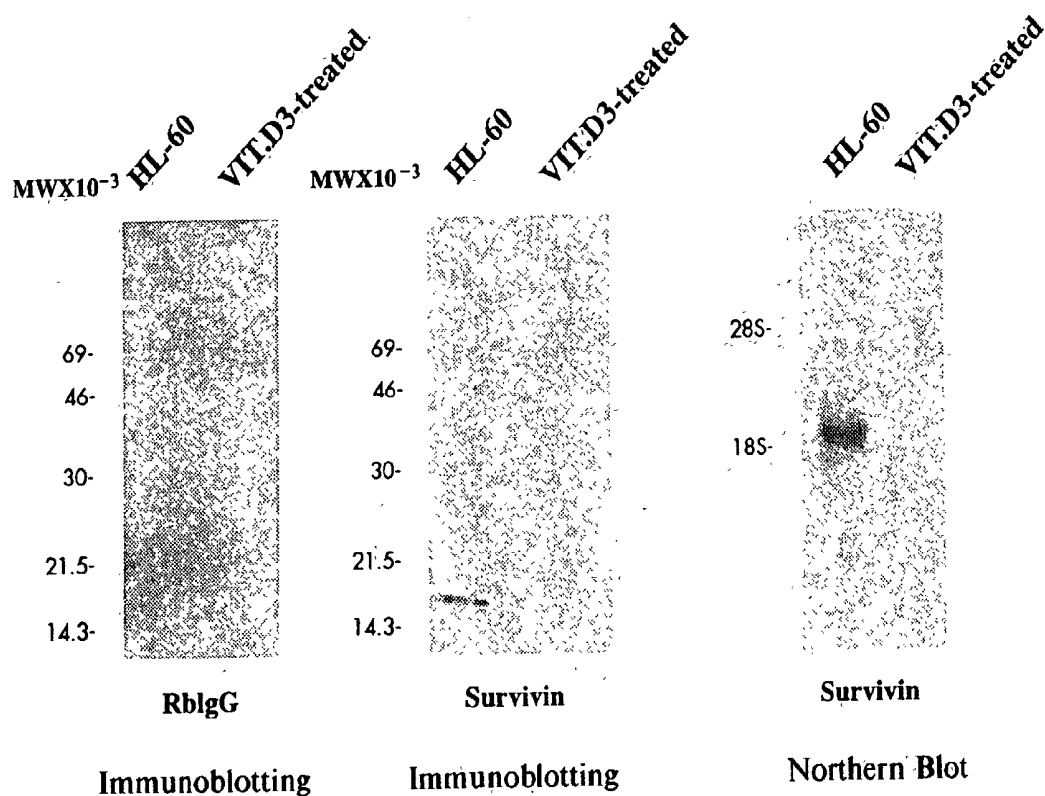 HL-60 VIT.D3-treated
MWX10⁻³
69-
46-
30-
21.5-
14.3-
RbIgG
Immunoblotting
HL-60 VIT.D3-treated
MWX10⁻³
69-
46-
30-
21.5-
14.3-
Survivin
Immunoblotting
HL-60 VIT.D3-treated
28S-
18S-
Survivin
Northern Blot